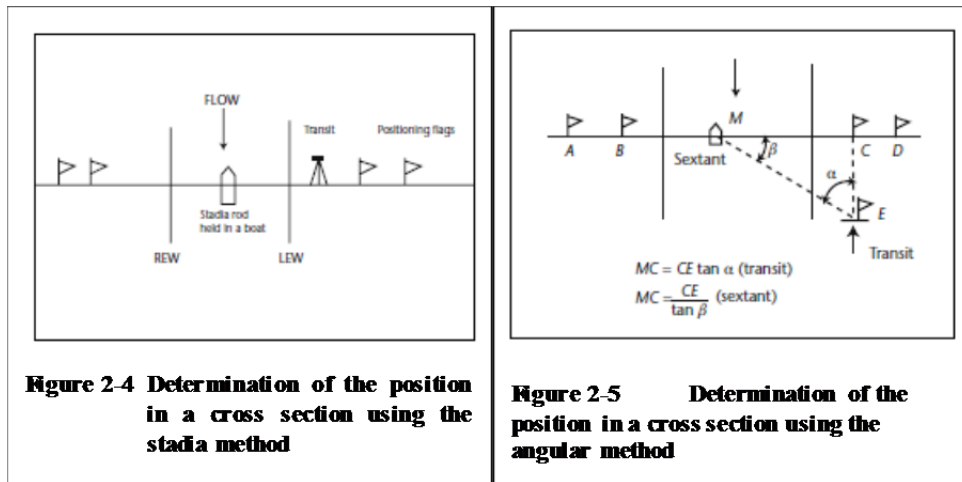 FLOW
Transit
Positioning flags
Stadia rod
held in a boat
REW
LEW
Figure 2-4 Determination of the position
in a cross section using the
stadia method
M
A
B
Sextant
β
C
D
α
E
Transit
MC = CE tan α (transit)
MC = CE / tan β (sextant)
Figure 2-5 Determination of the
position in a cross section using the
angular method